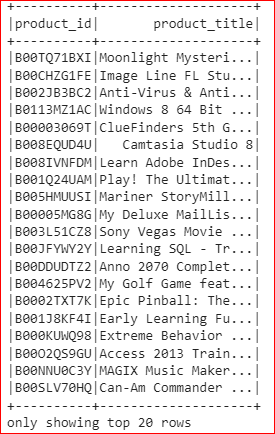 +----------+--------------------+
|product_id|       product_title|
+----------+--------------------+
|B00TQ71BXI|Moonlight Mysteri...|
|B00CHZG1FE|Image Line FL Stu...|
|B002JB3BC2|Anti-Virus & Anti...|
|B0113MZ1AC|Windows 8 64 Bit ...|
|B00003069T|ClueFinders 5th G...|
|B008EQUD4U|   Camtasia Studio 8|
|B008IVNFDM|Learn Adobe InDes...|
|B001Q24UAM|Play! The Ultimat...|
|B005HMUUSI|Mariner StoryMill...|
|B00005MG8G|My Deluxe MailLis...|
|B003L51CZ8|Sony Vegas Movie ...|
|B00JFYWY2Y|Learning SQL - Tr...|
|B00DDUDTZ2|Anno 2070 Complet...|
|B004625PV2|My Golf Game feat...|
|B0002TXT7K|Epic Pinball: The...|
|B001J8KF4I|Early Learning Fu...|
|B000KUWQ98|Extreme Behavior ...|
|B00O2QS9GU|Access 2013 Train...|
|B00NNU0C3Y|MAGIX Music Maker...|
|B00SLV70HQ|Can-Am Commander ...|
+----------+--------------------+
only showing top 20 rows